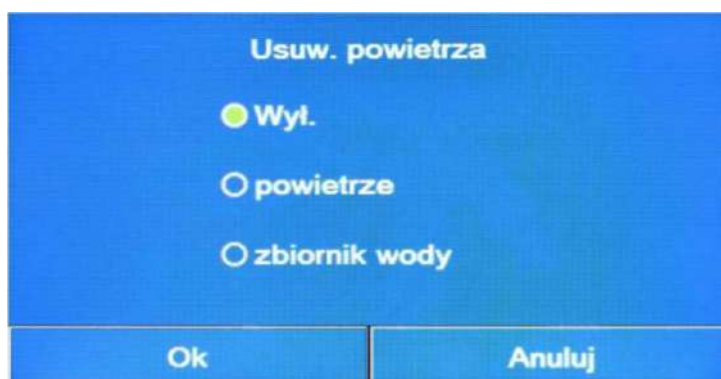 Usuw. powietrza
Wył.
powietrze
zbiornik wody
Ok
Anuluj